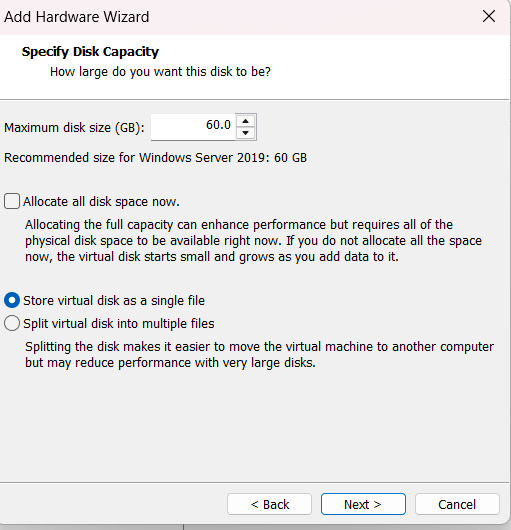 Add Hardware Wizard
Specify Disk Capacity
How large do you want this disk to be?
Maximum disk size (GB): 60.0
Recommended size for Windows Server 2019: 60 GB
Allocate all disk space now.
Allocating the full capacity can enhance performance but requires all of the
physical disk space to be available right now. If you do not allocate all the space
now, the virtual disk starts small and grows as you add data to it.
Store virtual disk as a single file
Split virtual disk into multiple files
Splitting the disk makes it easier to move the virtual machine to another computer
but may reduce performance with very large disks.
< Back Next > Cancel